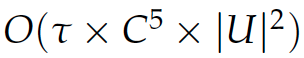 O(τ × C⁵ × |U|²)